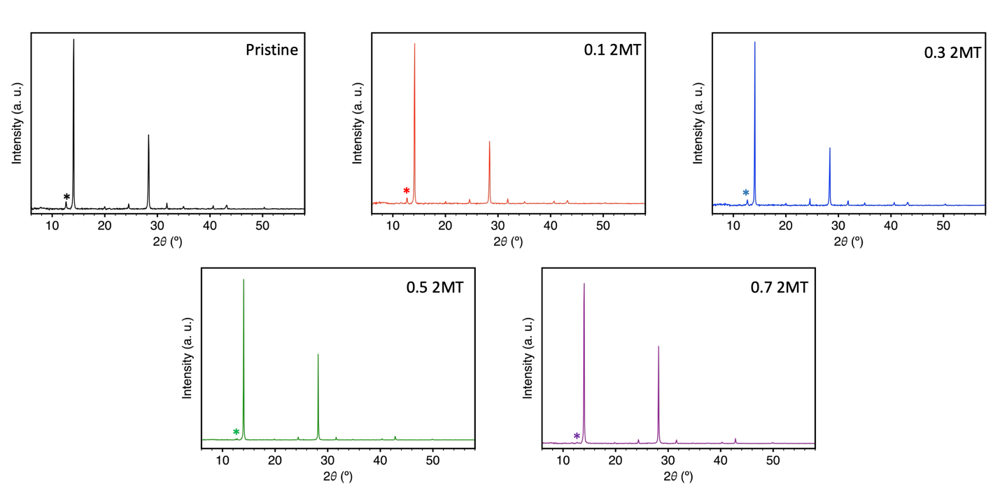 Pristine
Intensity (a. u.)
*
10 20 30 40 50
2θ (º)
0.1 2MT
Intensity (a. u.)
*
10 20 30 40 50
2θ (º)
0.3 2MT
Intensity (a. u.)
*
10 20 30 40 50
2θ (º)
0.5 2MT
Intensity (a. u.)
*
10 20 30 40 50
2θ (º)
0.7 2MT
Intensity (a. u.)
*
10 20 30 40 50
2θ (º)